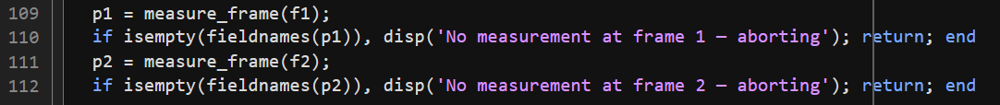 109 p1 = measure_frame(f1);
110 if isempty(fieldnames(p1)), disp('No measurement at frame 1 — aborting'); return; end
111 p2 = measure_frame(f2);
112 if isempty(fieldnames(p2)), disp('No measurement at frame 2 — aborting'); return; end